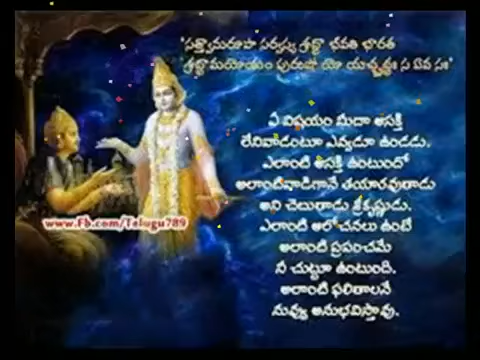 "సత్త్వానురూపా సర్వస్య శ్రద్ధా భవతి భారత
శ్రద్ధామయోయం పురుషో యో యచ్ఛ్రద్ధః స ఏవ సః"
ఏ విషయం మీదా ఆసక్తి
లేనివాడంటూ ఎవ్వడూ ఉండడు.
ఎలాంటి ఆసక్తి ఉంటుందో
అలాంటివాడిగానే తయారవుతాడు
అని చెబుతాడు శ్రీకృష్ణుడు.
ఎలాంటి ఆలోచనలు ఉంటే
అలాంటి ప్రపంచమే
నీ చుట్టూ ఉంటుంది.
అలాంటి ఫలితాలనే
నువ్వు అనుభవిస్తావు.
www.Fb.com/Telugu789